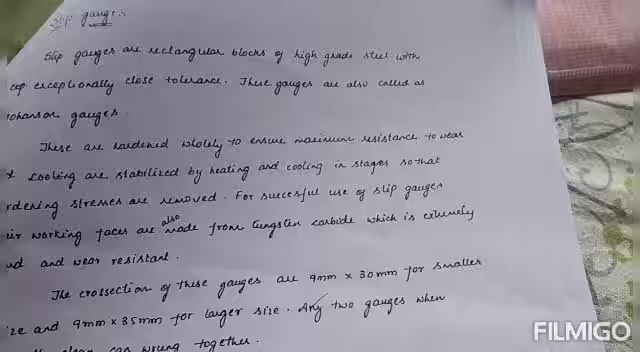 Slip gauges
Slip gauges are rectangular blocks of high grade steel with
exceptionally close tolerance. These gauges are also called as
gauges.
These are hardened wholely to ensure maximum resistance to wear
cooling are stabilized by heating and cooling in stages so that
stresses are removed. For succesful use of slip gauges
working faces are also made from tungsten carbide which is extremely
and wear resistant.
The crossection of these gauges are 9mm x 30mm for smaller
and 9mm x 35mm for larger size. Any two gauges when
clean can wrung together.
FILMIGO